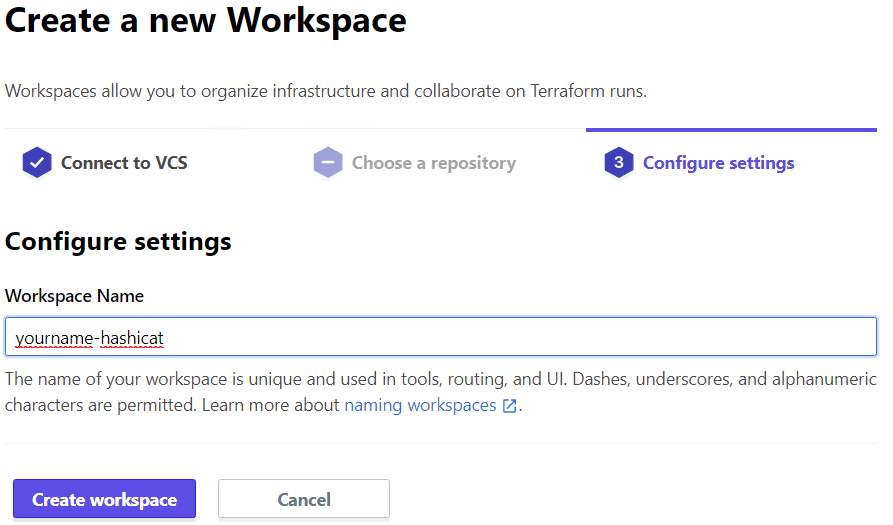 Create a new Workspace
Workspaces allow you to organize infrastructure and collaborate on Terraform runs.
Connect to VCS
Choose a repository
3 Configure settings
Configure settings
Workspace Name
yourname-hashicat
The name of your workspace is unique and used in tools, routing, and UI. Dashes, underscores, and alphanumeric
characters are permitted. Learn more about naming workspaces.
Create workspace
Cancel